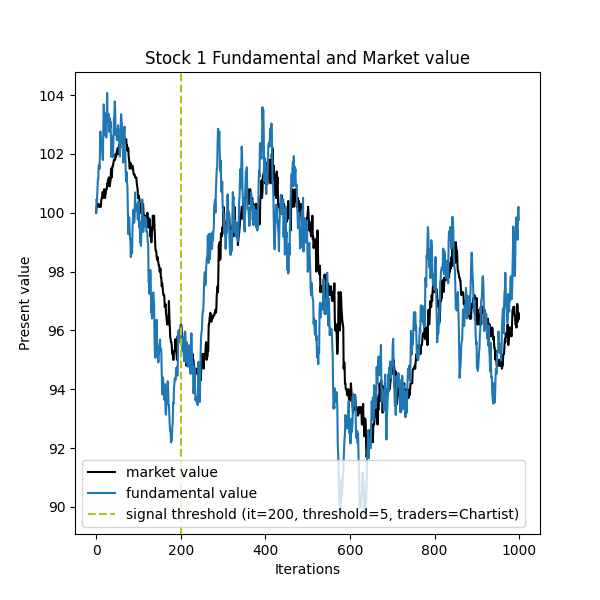 Stock 1 Fundamental and Market value
Present value
104
102
100
98
96
94
92
90
market value
fundamental value
signal threshold (it=200, threshold=5, traders=Chartist)
0 200 400 600 800 1000
Iterations